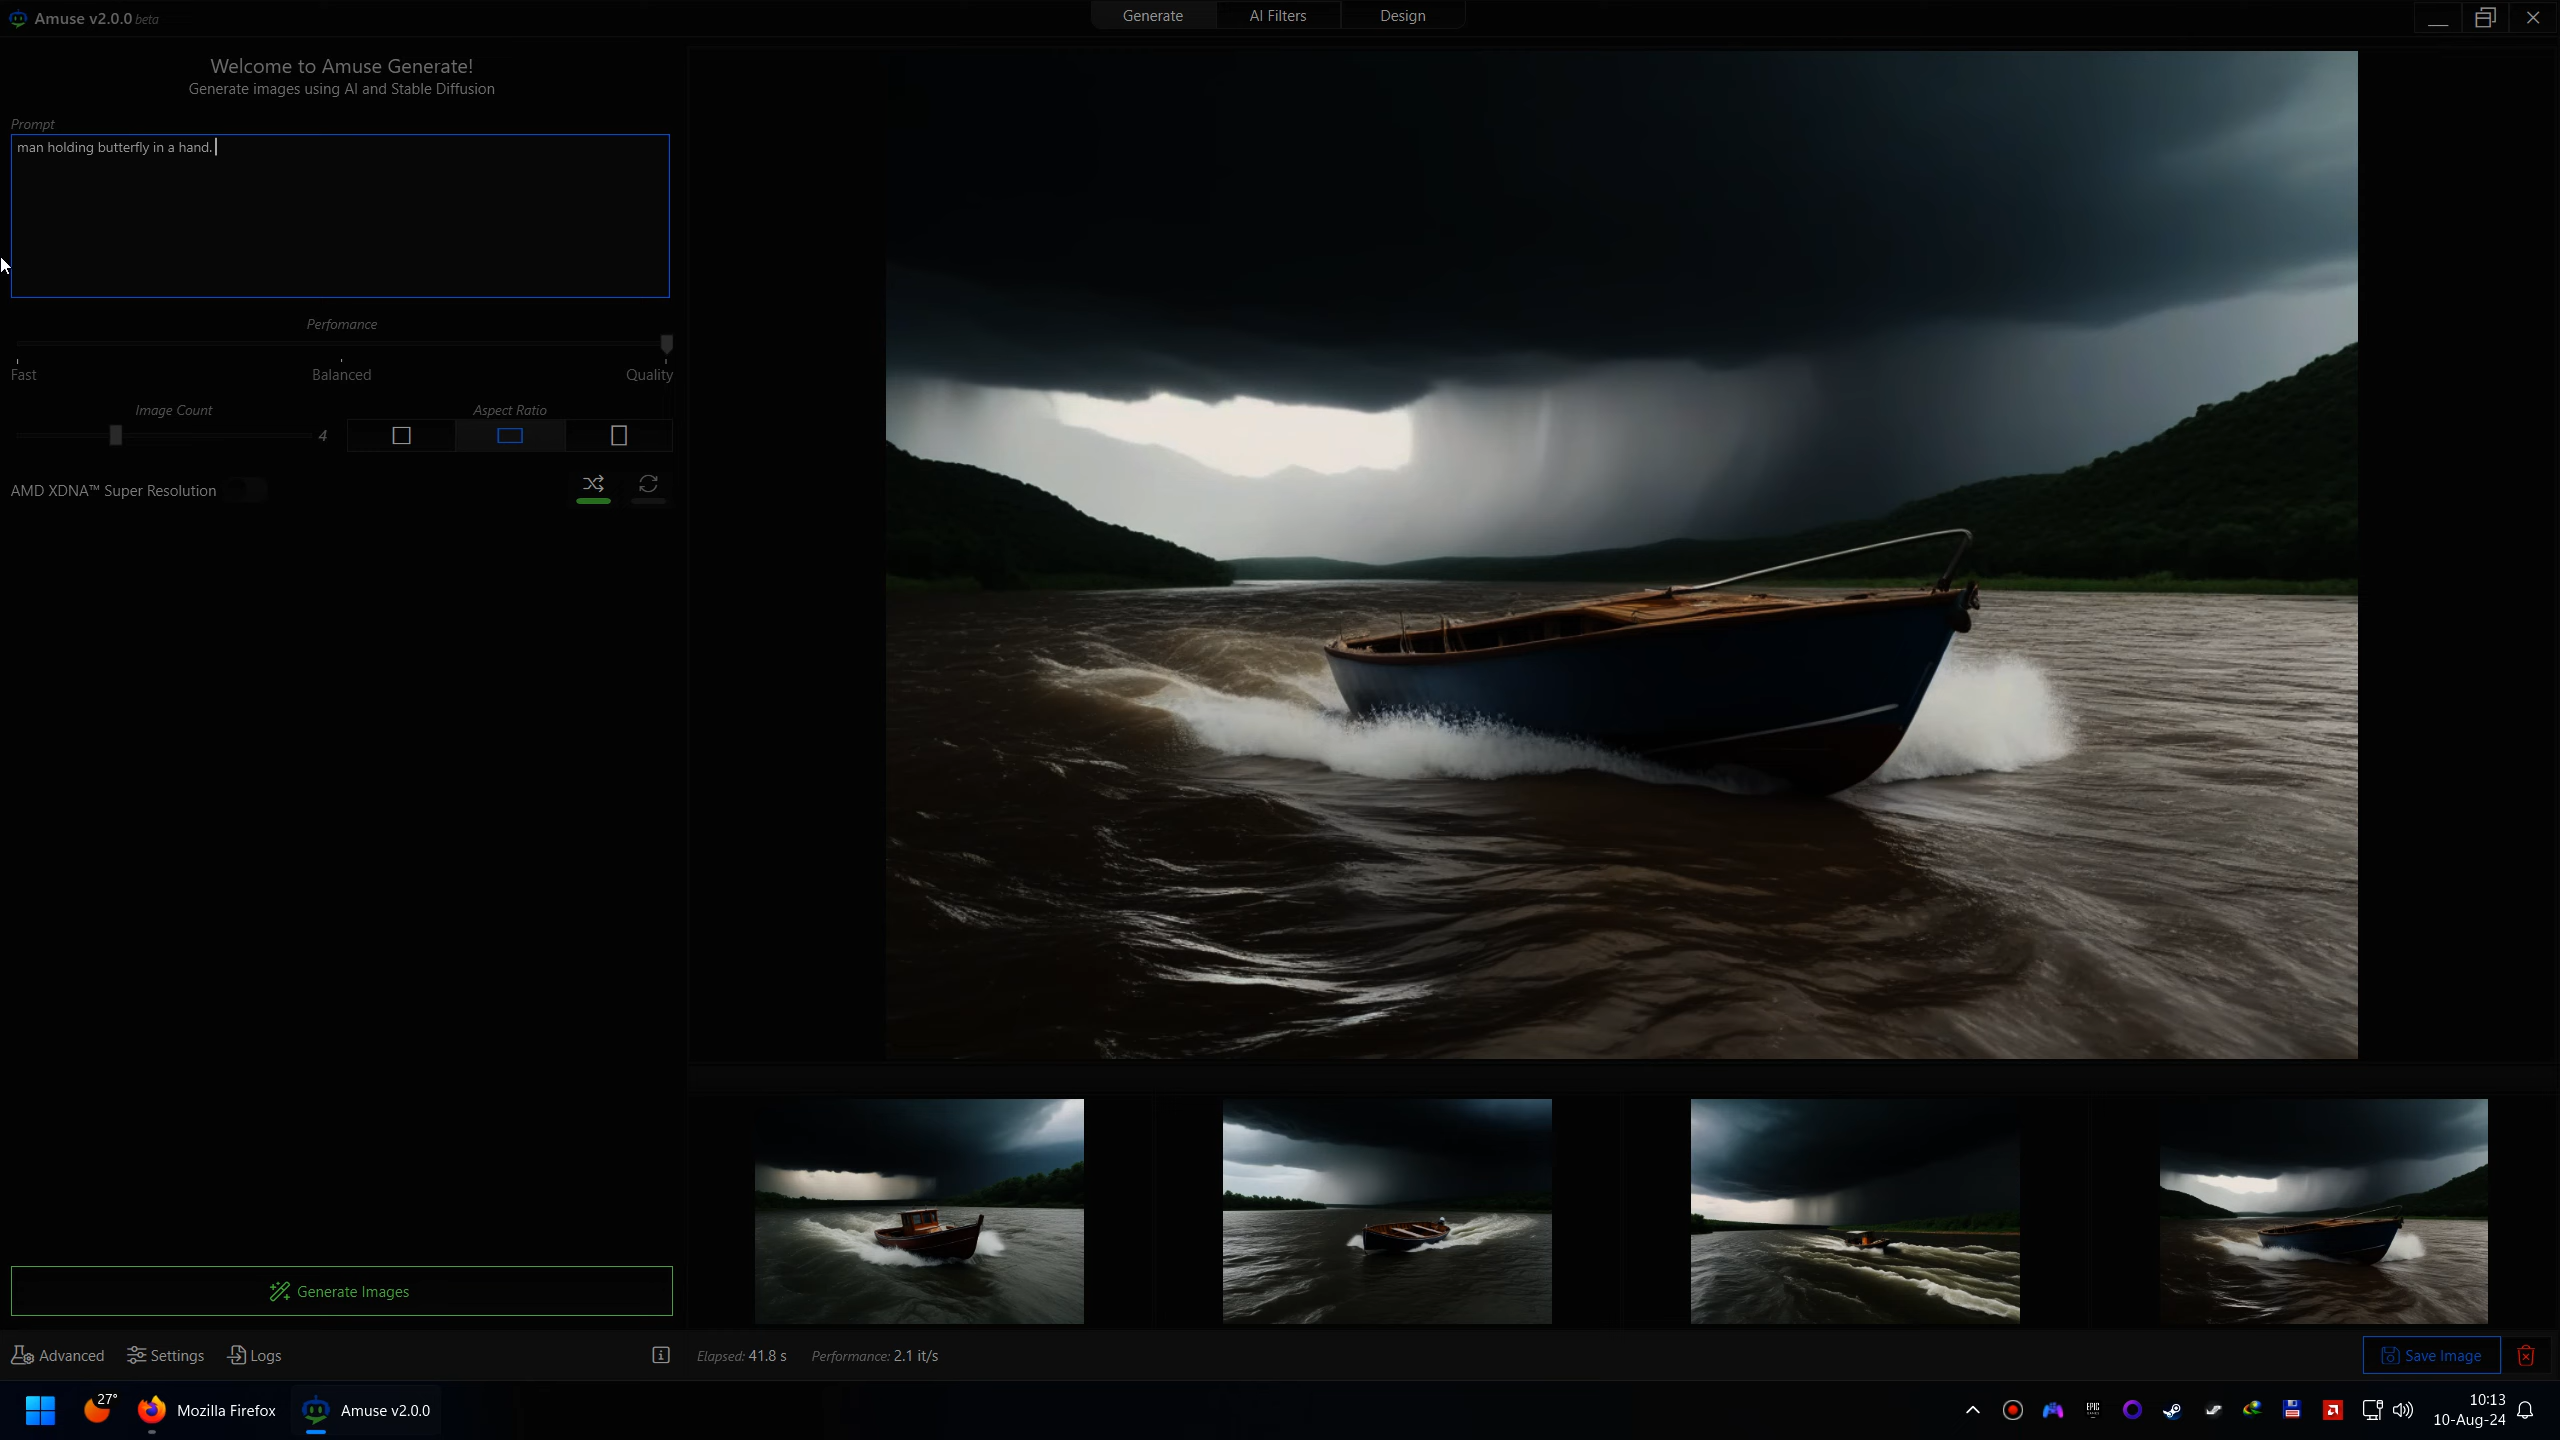 Amuse v2.0.0 beta
Generate
AI Filters
Design
Welcome to Amuse Generate!
Generate images using AI and Stable Diffusion
Prompt
man holding butterfly in a hand.
Perfomance
Fast
Balanced
Quality
Image Count
Aspect Ratio
4
AMD XDNA™ Super Resolution
Generate Images
Advanced
Settings
Logs
Elapsed: 41.8 s
Performance: 2.1 it/s
Save Image
27°
Mozilla Firefox
Amuse v2.0.0
EPIC
10:13
10-Aug-24